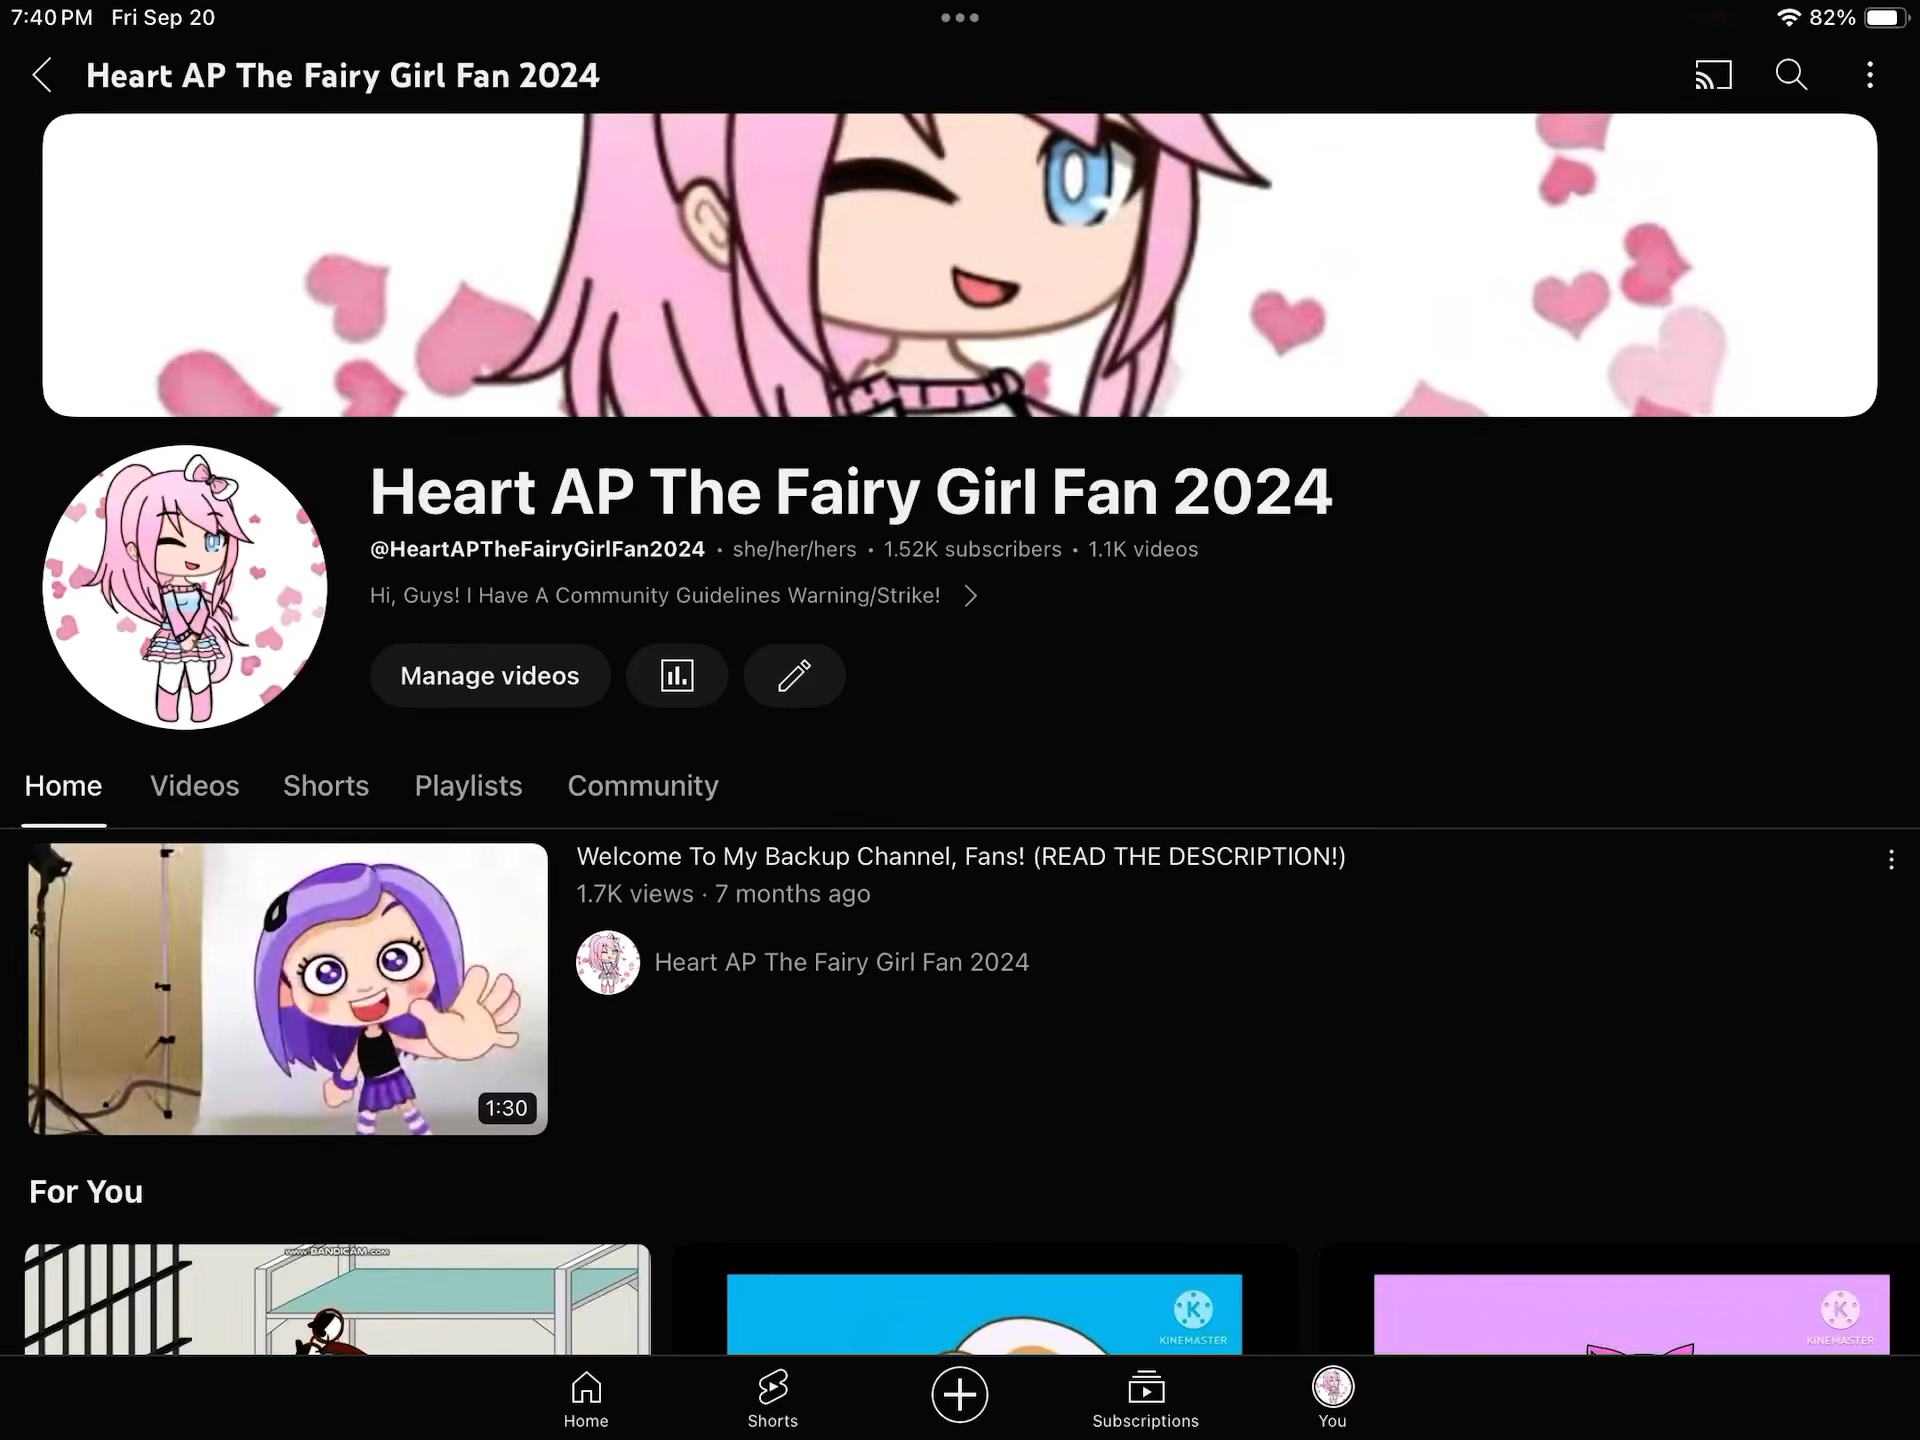 7:40 PM Fri Sep 20
82%
Heart AP The Fairy Girl Fan 2024
Heart AP The Fairy Girl Fan 2024
@HeartAPTheFairyGirlFan2024 • she/her/hers • 1.52K subscribers • 1.1K videos
Hi, Guys! I Have A Community Guidelines Warning/Strike!
Manage videos
Home Videos Shorts Playlists Community
Welcome To My Backup Channel, Fans! (READ THE DESCRIPTION!)
1.7K views · 7 months ago
Heart AP The Fairy Girl Fan 2024
1:30
For You
www.BANDICAM.com
K
KINEMASTER
K
KINEMASTER
Home Shorts Subscriptions You